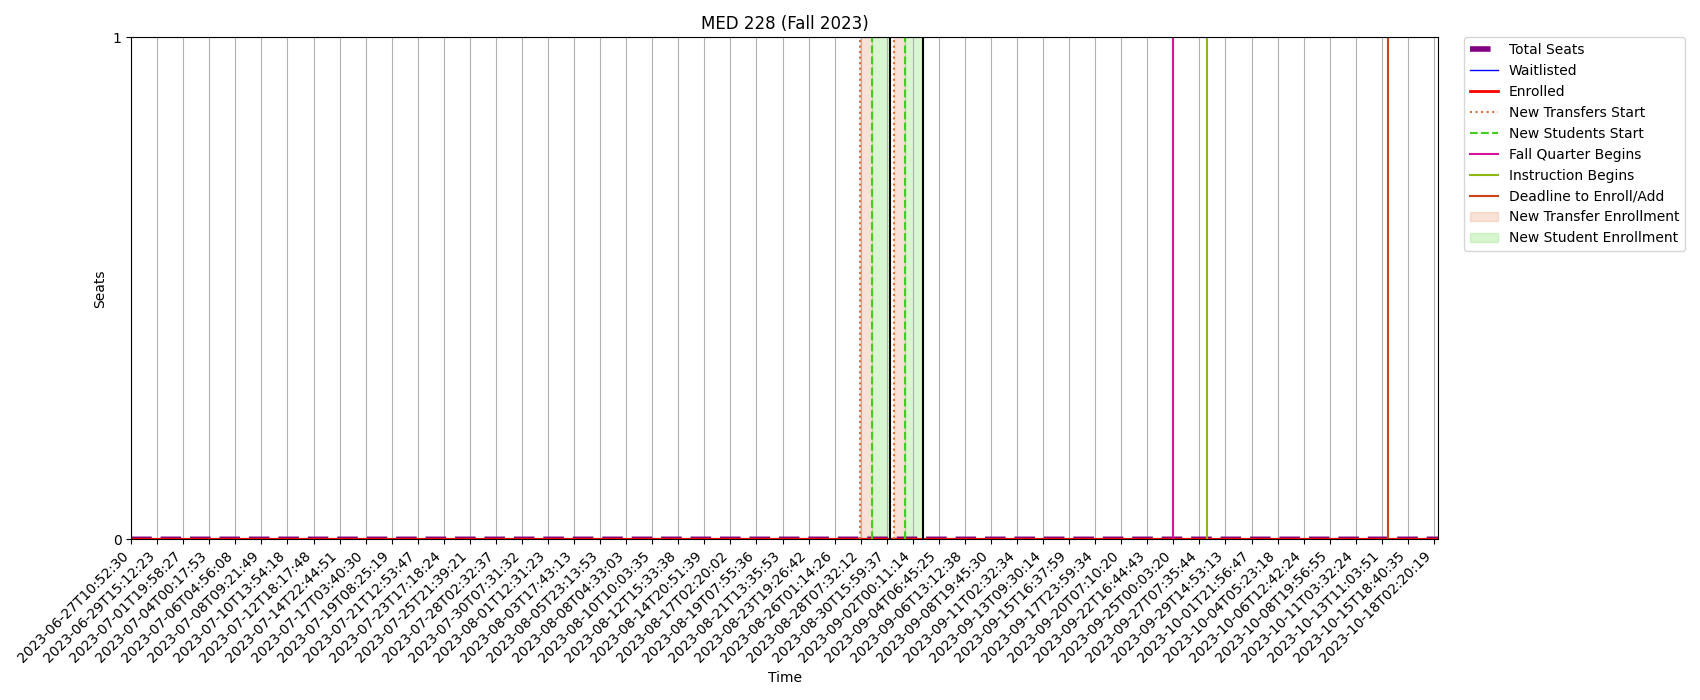 MED 228 (Fall 2023)
1
0
Seats
Total Seats
Waitlisted
Enrolled
New Transfers Start
New Students Start
Fall Quarter Begins
Instruction Begins
Deadline to Enroll/Add
New Transfer Enrollment
New Student Enrollment
2023-06-27T10:52:30
2023-06-29T15:12:23
2023-07-01T19:58:27
2023-07-04T00:17:53
2023-07-06T04:56:08
2023-07-08T09:21:49
2023-07-10T13:54:18
2023-07-12T18:17:48
2023-07-14T22:44:51
2023-07-17T03:40:30
2023-07-19T08:25:19
2023-07-21T12:53:47
2023-07-23T17:18:24
2023-07-25T21:39:21
2023-07-28T02:32:37
2023-07-30T07:31:32
2023-08-01T12:31:23
2023-08-03T17:43:13
2023-08-05T23:13:53
2023-08-08T04:33:03
2023-08-10T10:03:35
2023-08-12T15:33:38
2023-08-14T20:51:39
2023-08-17T02:20:02
2023-08-19T07:55:36
2023-08-21T13:35:53
2023-08-23T19:26:42
2023-08-26T01:14:26
2023-08-28T07:32:12
2023-08-30T15:59:37
2023-09-02T00:11:14
2023-09-04T06:45:25
2023-09-06T13:12:38
2023-09-08T19:45:30
2023-09-11T02:32:34
2023-09-13T09:30:14
2023-09-15T16:37:59
2023-09-17T23:59:34
2023-09-20T07:10:20
2023-09-22T16:44:43
2023-09-25T00:03:20
2023-09-27T07:35:44
2023-09-29T14:53:13
2023-10-01T21:56:47
2023-10-04T05:23:18
2023-10-06T12:42:24
2023-10-08T19:56:55
2023-10-11T03:32:24
2023-10-13T11:03:51
2023-10-15T18:40:35
2023-10-18T02:20:19
Time